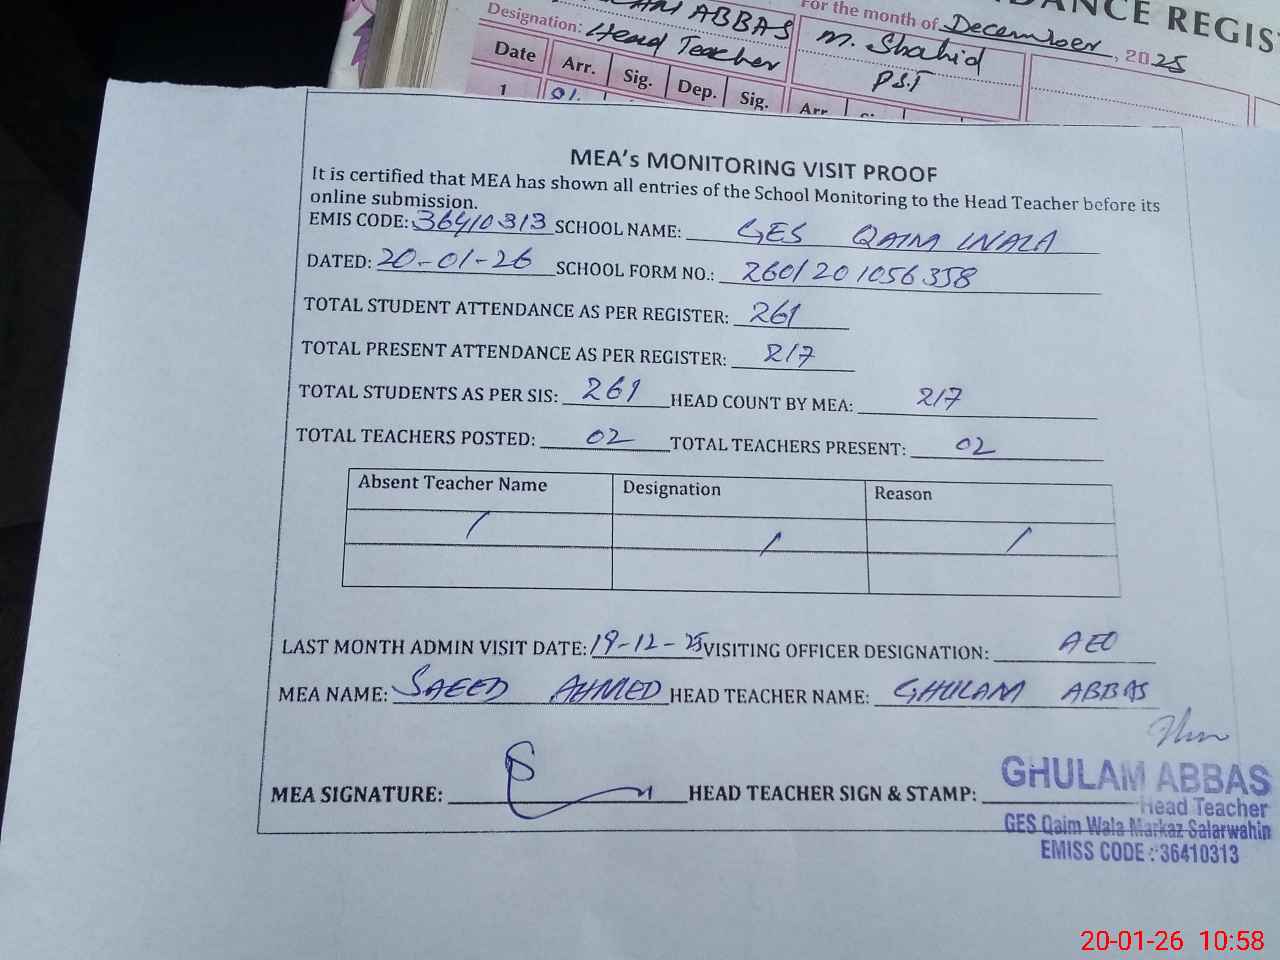 ABBAS
For the month of December, 2025
Designation: Head Teacher
M. Shahid
PST
Date Arr. Sig. Dep. Sig. Arr
1 01
MEA's MONITORING VISIT PROOF
It is certified that MEA has shown all entries of the School Monitoring to the Head Teacher before its
online submission.
EMIS CODE: 36410313 SCHOOL NAME: GES QAIM WALA
DATED: 20-01-26 SCHOOL FORM NO.: 2601201056358
TOTAL STUDENT ATTENDANCE AS PER REGISTER: 261
TOTAL PRESENT ATTENDANCE AS PER REGISTER: 217
TOTAL STUDENTS AS PER SIS: 261 HEAD COUNT BY MEA: 217
TOTAL TEACHERS POSTED: 02 TOTAL TEACHERS PRESENT: 02
Absent Teacher Name Designation Reason
/ / /
LAST MONTH ADMIN VISIT DATE: 19-12-25 VISITING OFFICER DESIGNATION: AEO
MEA NAME: SAEED AHMED HEAD TEACHER NAME: GHULAM ABBAS
MEA SIGNATURE: HEAD TEACHER SIGN & STAMP:
GHULAM ABBAS
Head Teacher
GES Qaim Wala Markaz Salarwahin
EMISS CODE : 36410313
20-01-26 10:58